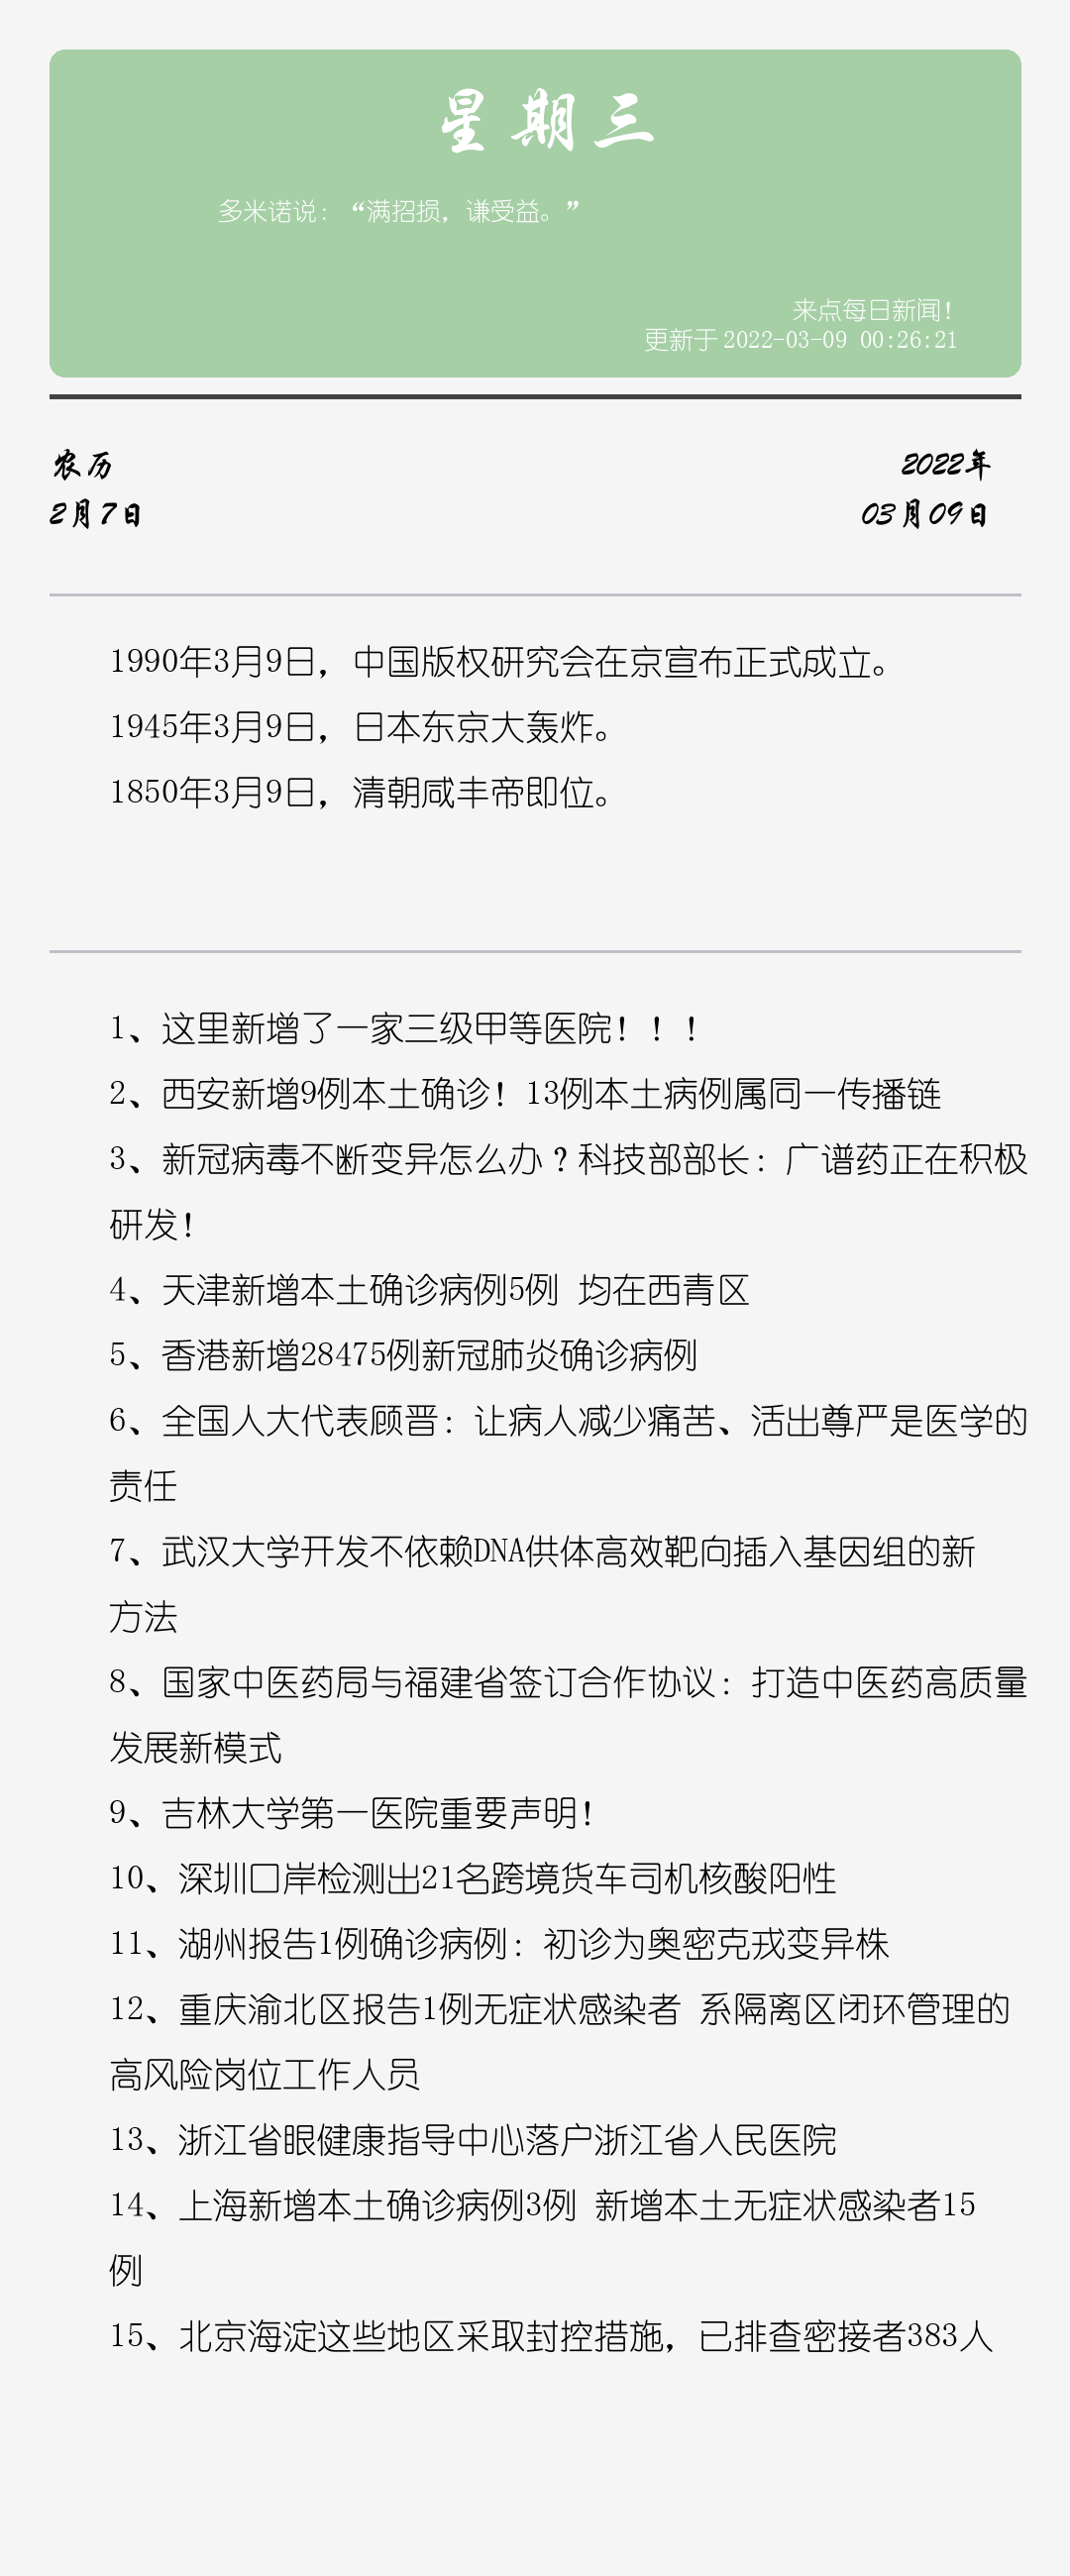 星期三
多米诺说：“满招损，谦受益。”
来点每日新闻！
更新于 2022-03-09 00:26:21
农历
2022年
2月7日
03月09日
1990年3月9日，中国版权研究会在京宣布正式成立。
1945年3月9日，日本东京大轰炸。
1850年3月9日，清朝咸丰帝即位。
1、这里新增了一家三级甲等医院！！！
2、西安新增9例本土确诊！13例本土病例属同一传播链
3、新冠病毒不断变异怎么办？科技部部长：广谱药正在积极
研发！
4、天津新增本土确诊病例5例 均在西青区
5、香港新增28475例新冠肺炎确诊病例
6、全国人大代表顾晋：让病人减少痛苦、活出尊严是医学的
责任
7、武汉大学开发不依赖DNA供体高效靶向插入基因组的新
方法
8、国家中医药局与福建省签订合作协议：打造中医药高质量
发展新模式
9、吉林大学第一医院重要声明！
10、深圳口岸检测出21名跨境货车司机核酸阳性
11、湖州报告1例确诊病例：初诊为奥密克戎变异株
12、重庆渝北区报告1例无症状感染者 系隔离区闭环管理的
高风险岗位工作人员
13、浙江省眼健康指导中心落户浙江省人民医院
14、上海新增本土确诊病例3例 新增本土无症状感染者15
例
15、北京海淀这些地区采取封控措施，已排查密接者383人